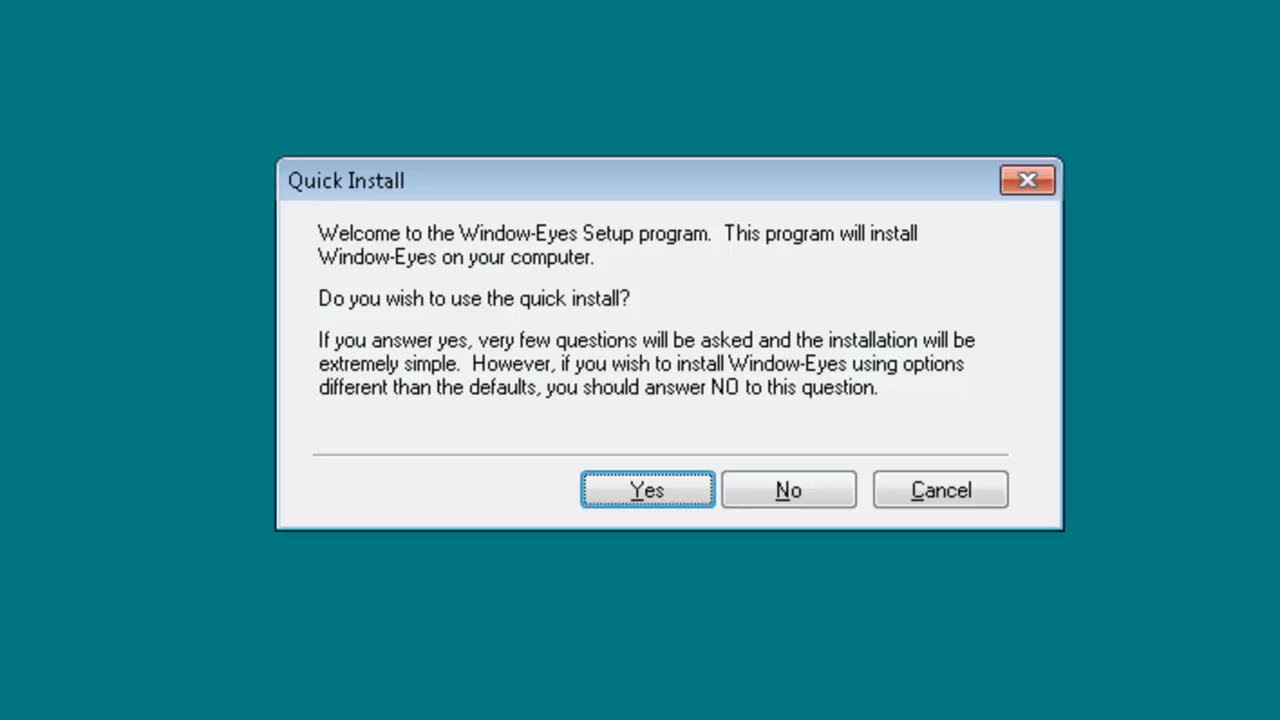 Quick Install
Welcome to the Window-Eyes Setup program.  This program will install
Window-Eyes on your computer.
Do you wish to use the quick install?
If you answer yes, very few questions will be asked and the installation will be
extremely simple.  However, if you wish to install Window-Eyes using options
different than the defaults, you should answer NO to this question.
Yes No Cancel